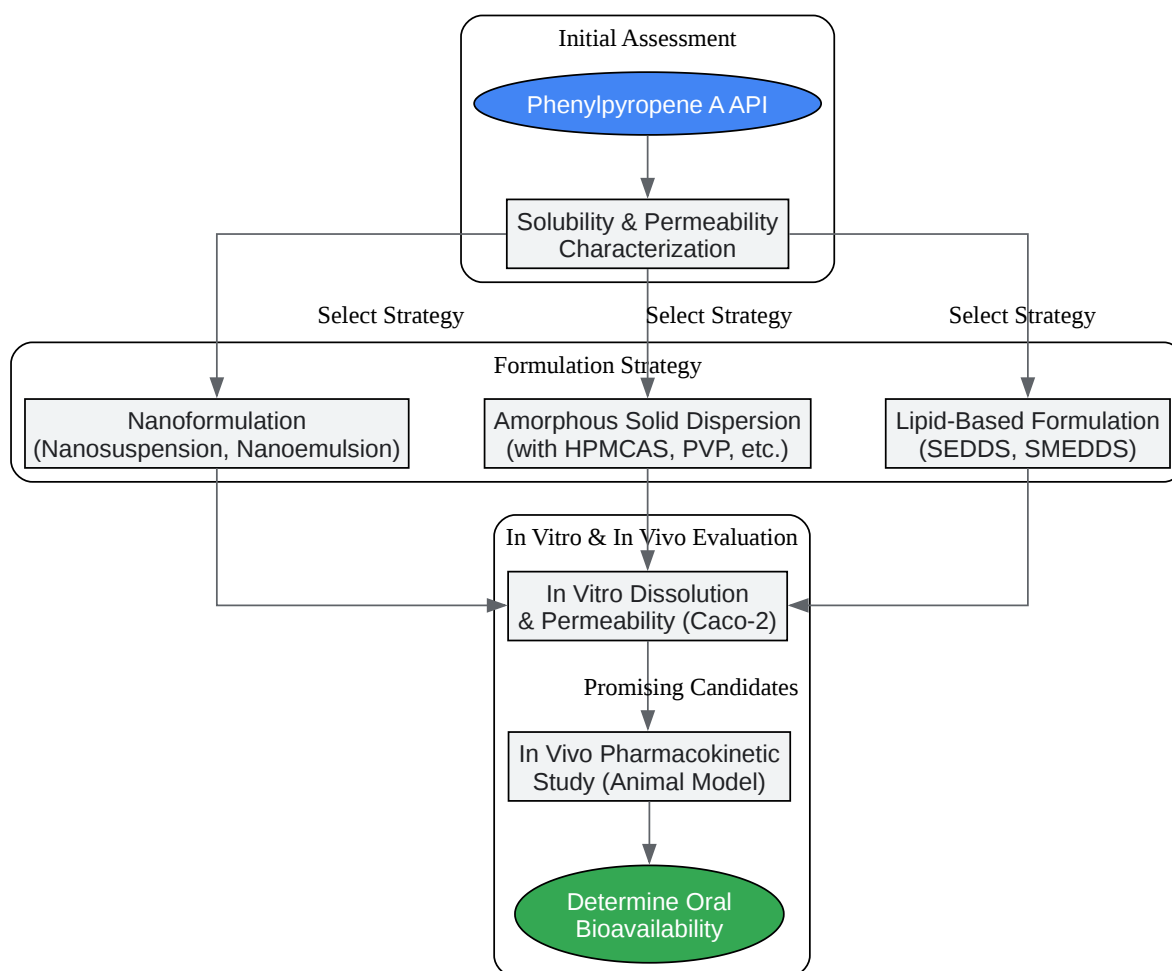 Initial Assessment
Phenylpyropene A API
Solubility & Permeability
Characterization
Select Strategy
Select Strategy
Select Strategy
Formulation Strategy
Nanoformulation
(Nanosuspension, Nanoemulsion)
Amorphous Solid Dispersion
(with HPMCAS, PVP, etc.)
Lipid-Based Formulation
(SEDDS, SMEDDS)
In Vitro & In Vivo Evaluation
In Vitro Dissolution
& Permeability (Caco-2)
Promising Candidates
In Vivo Pharmacokinetic
Study (Animal Model)
Determine Oral
Bioavailability